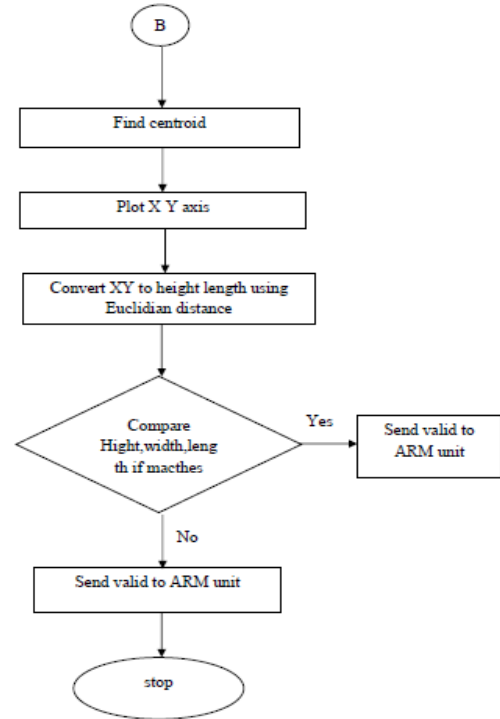 B
Find centroid
Plot X Y axis
Convert XY to height length using
Euclidian distance
Compare
Hight,width,leng
th if macthes
Yes
Send valid to
ARM unit
No
Send valid to ARM unit
stop